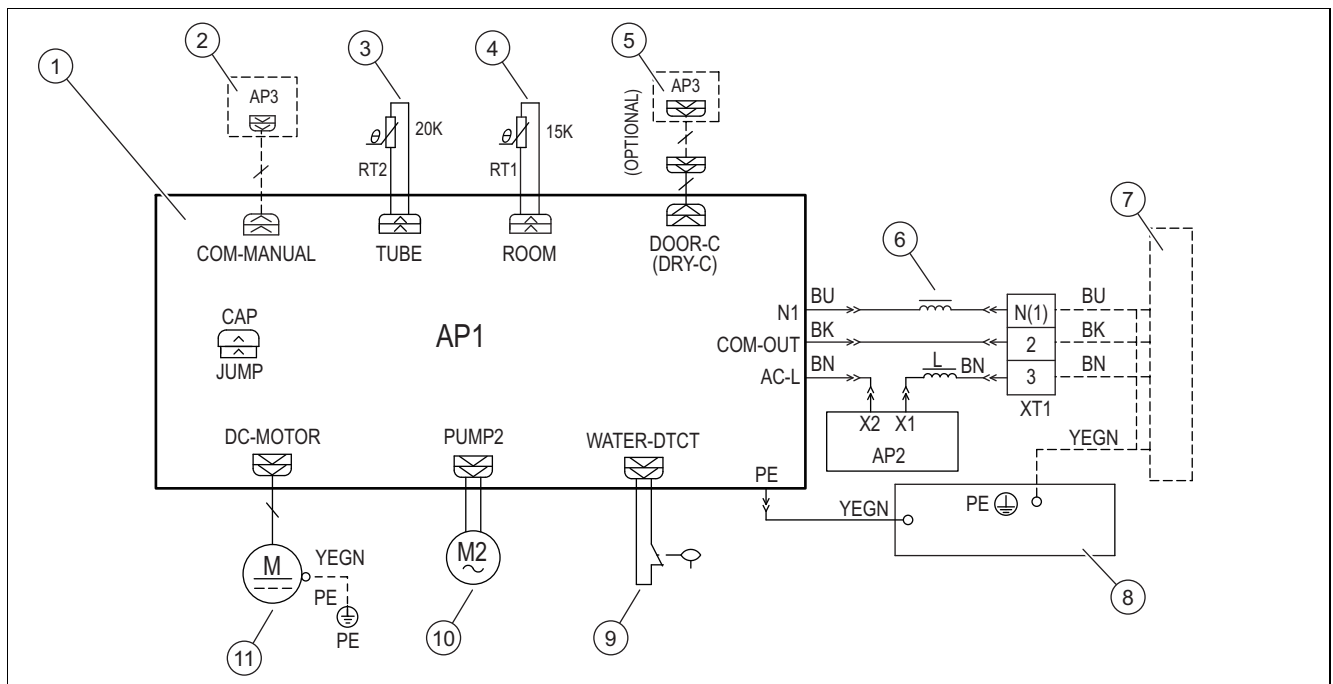 2
3
4
5
1
AP3
20K
RT2
15K
RT1
(OPTIONAL)
AP3
7
6
COM-MANUAL
TUBE
ROOM
DOOR-C
(DRY-C)
N1
BU
N(1)
BU
CAP
JUMP
AP1
COM-OUT
BK
2
BK
AC-L
BN
L
BN
3
BN
XT1
X2
X1
AP2
DC-MOTOR
PUMP2
WATER-DTCT
PE
YEGN
YEGN
PE
M
YEGN
PE
PE
M2
11
10
9
8